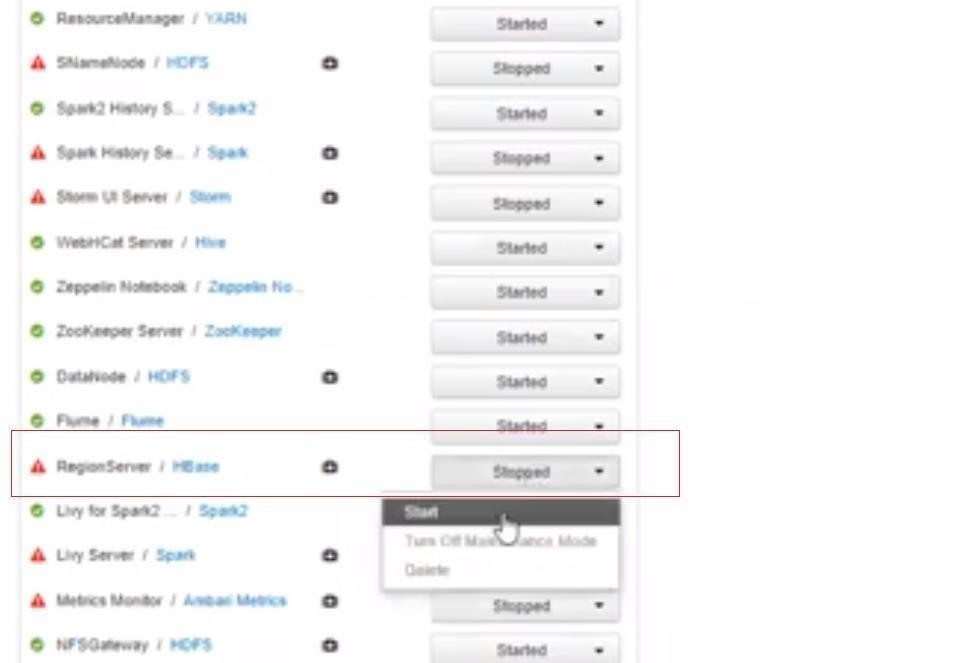 ResourceManager / YARN Started
SNameNode / HDFS Stopped
Spark2 History S... / Spark2 Started
Spark History Se... / Spark Stopped
Storm UI Server / Storm Stopped
WebHCat Server / Hive Started
Zeppelin Notebook / Zeppelin No... Started
ZooKeeper Server / ZooKeeper Started
DataNode / HDFS Started
Flume / Flume Started
RegionServer / HBase Stopped
Livy for Spark2 ... / Spark2 Start
Turn Off Maintenance Mode
Livy Server / Spark Delete
Metrics Monitor / Ambari Metrics Stopped
NFSGateway / HDFS Started